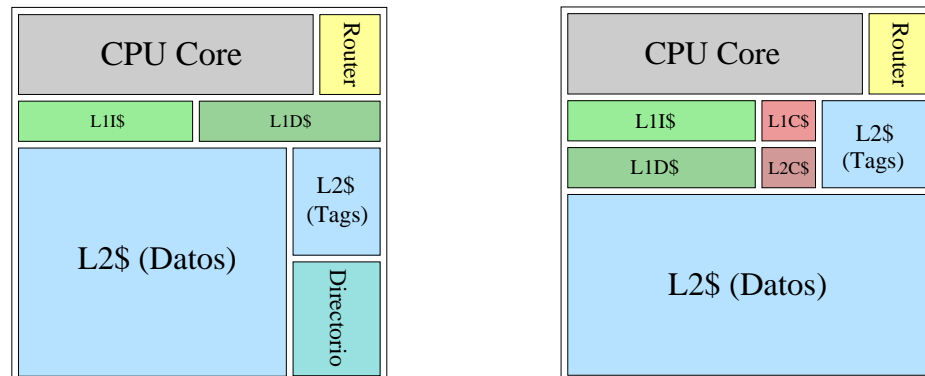 CPU Core
Router
L1I$
L1D$
L2$ (Datos)
L2$
(Tags)
Directorio
CPU Core
Router
L1I$
L1C$
L2$
(Tags)
L1D$
L2C$
L2$ (Datos)